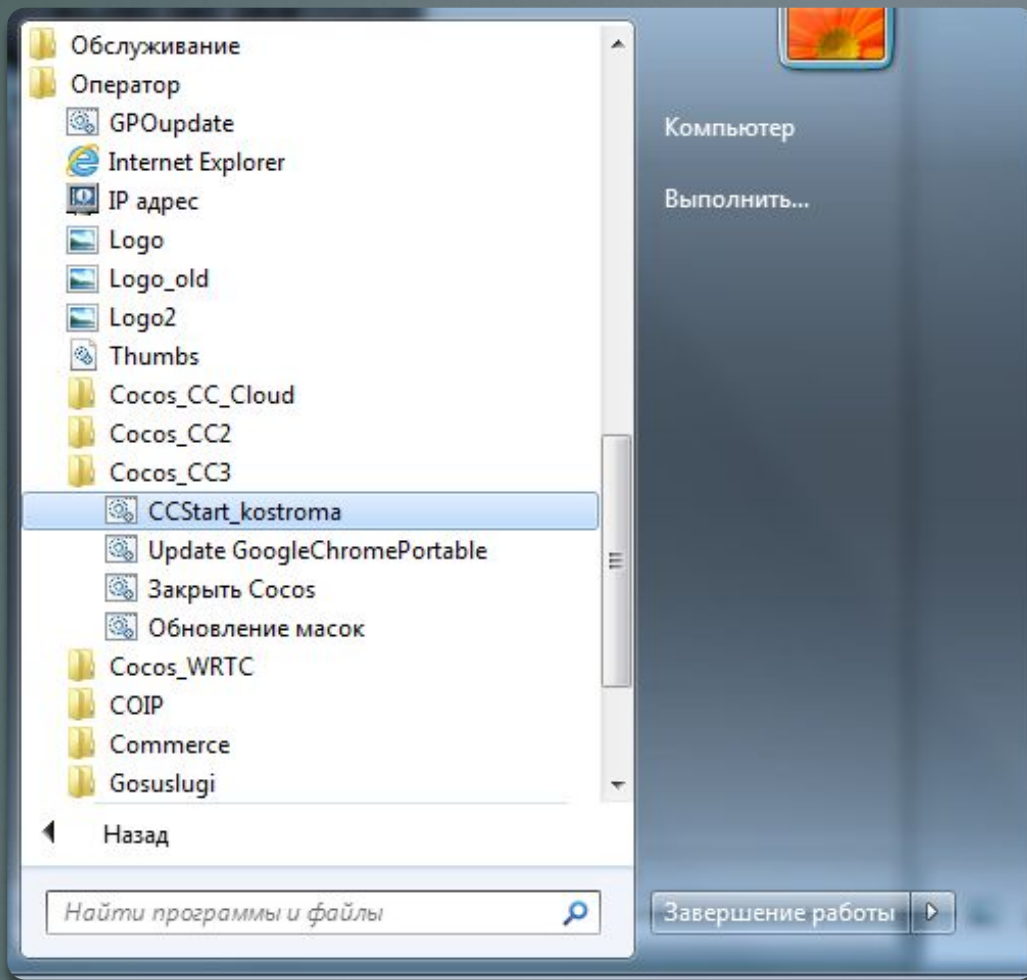 Обслуживание
Оператор
GPOupdate
Internet Explorer
IP адрес
Logo
Logo_old
Logo2
Thumbs
Cocos_CC_Cloud
Cocos_CC2
Cocos_CC3
CCStart_kostroma
Update GoogleChromePortable
Закрыть Cocos
Обновление масок
Cocos_WRTC
COIP
Commerce
Gosuslugi
Назад
Найти программы и файлы
Компьютер
Выполнить...
Завершение работы